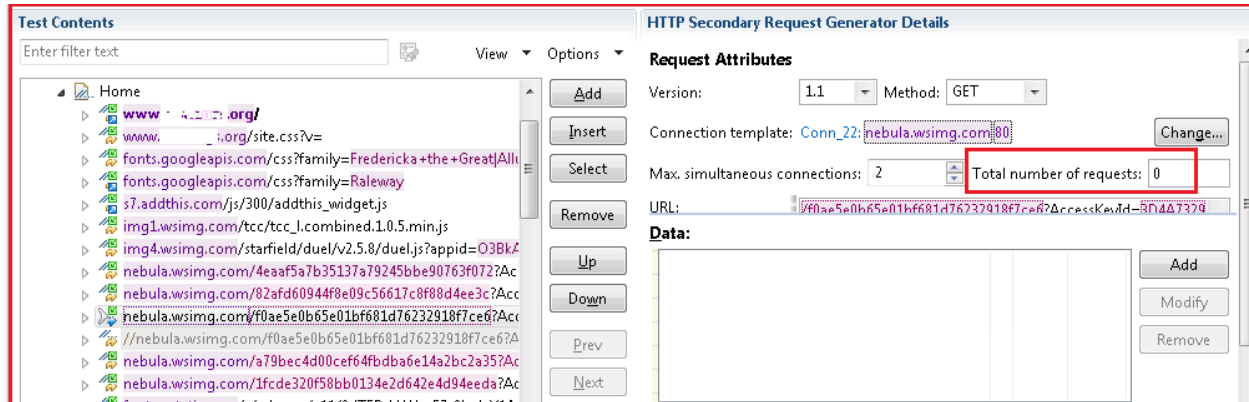 Test Contents
Enter filter text
View
Options
Home
www .org/
www. .org/site.css?v=
fonts.googleapis.com/css?family=Fredericka+the+Great|Allu
fonts.googleapis.com/css?family=Raleway
s7.addthis.com/js/300/addthis_widget.js
img1.wsimg.com/tcc/tcc_l.combined.1.0.5.min.js
img4.wsimg.com/starfield/duel/v2.5.8/duel.js?appid=O3BkA
nebula.wsimg.com/4eaaf5a7b35137a79245bbe90763f072?Ac
nebula.wsimg.com/82afd60944f8e09c56617c8f88d4ee3c?Acc
nebula.wsimg.com/f0ae5e0b65e01bf681d76232918f7ce6?Acc
//nebula.wsimg.com/f0ae5e0b65e01bf681d76232918f7ce6?A
nebula.wsimg.com/a79bec4d00cef64fbdba6e14a2bc2a35?Ac
nebula.wsimg.com/1fcde320f58bb0134e2d642e4d94eeda?Ac
Add
Insert
Select
Remove
Up
Down
Prev
Next
HTTP Secondary Request Generator Details
Request Attributes
Version: 1.1 Method: GET
Connection template: Conn_22: nebula.wsimg.com:80 Change...
Max. simultaneous connections: 2 Total number of requests: 0
URL: /f0ae5e0b65e01bf681d76232918f7ce6?AccessKeyId=3D4A7329
Data:
Add
Modify
Remove